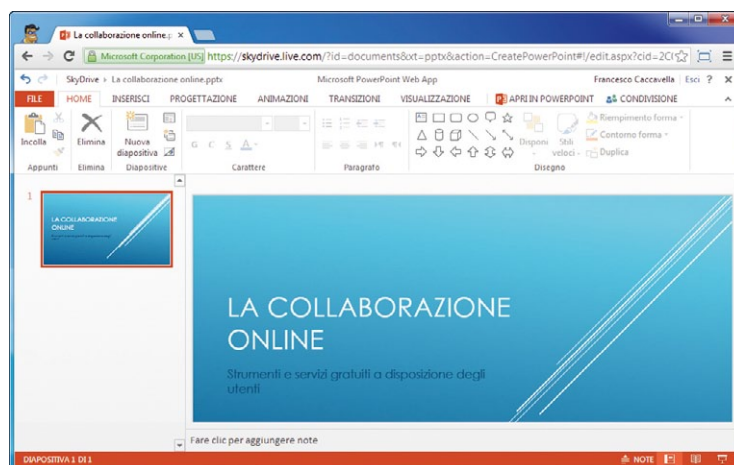 La collaborazione online.p
Microsoft Corporation [US] https://skydrive.live.com/?id=documents&xt=pptx&action=CreatePowerPoint#!/edit.aspx?cid=2C(
SkyDrive La collaborazione online.pptx Microsoft PowerPoint Web App Francesco Caccavella Esci ? X
FILE HOME INSERISCI PROGETTAZIONE ANIMAZIONI TRANSIZIONI VISUALIZZAZIONE APRI IN POWERPOINT CONDIVISIONE
Incolla Elimina Nuova diapositiva G C S A Disponi Stili veloci Riempimento forma
Contorno forma
Duplica
Appunti Elimina Diapositive Carattere Paragrafo Disegno
1
LA COLLABORAZIONE
ONLINE
LA COLLABORAZIONE
ONLINE
Strumenti e servizi gratuiti a disposizione degli
utenti
Fare clic per aggiungere note
DIAPOSITIVA 1 DI 1 NOTE